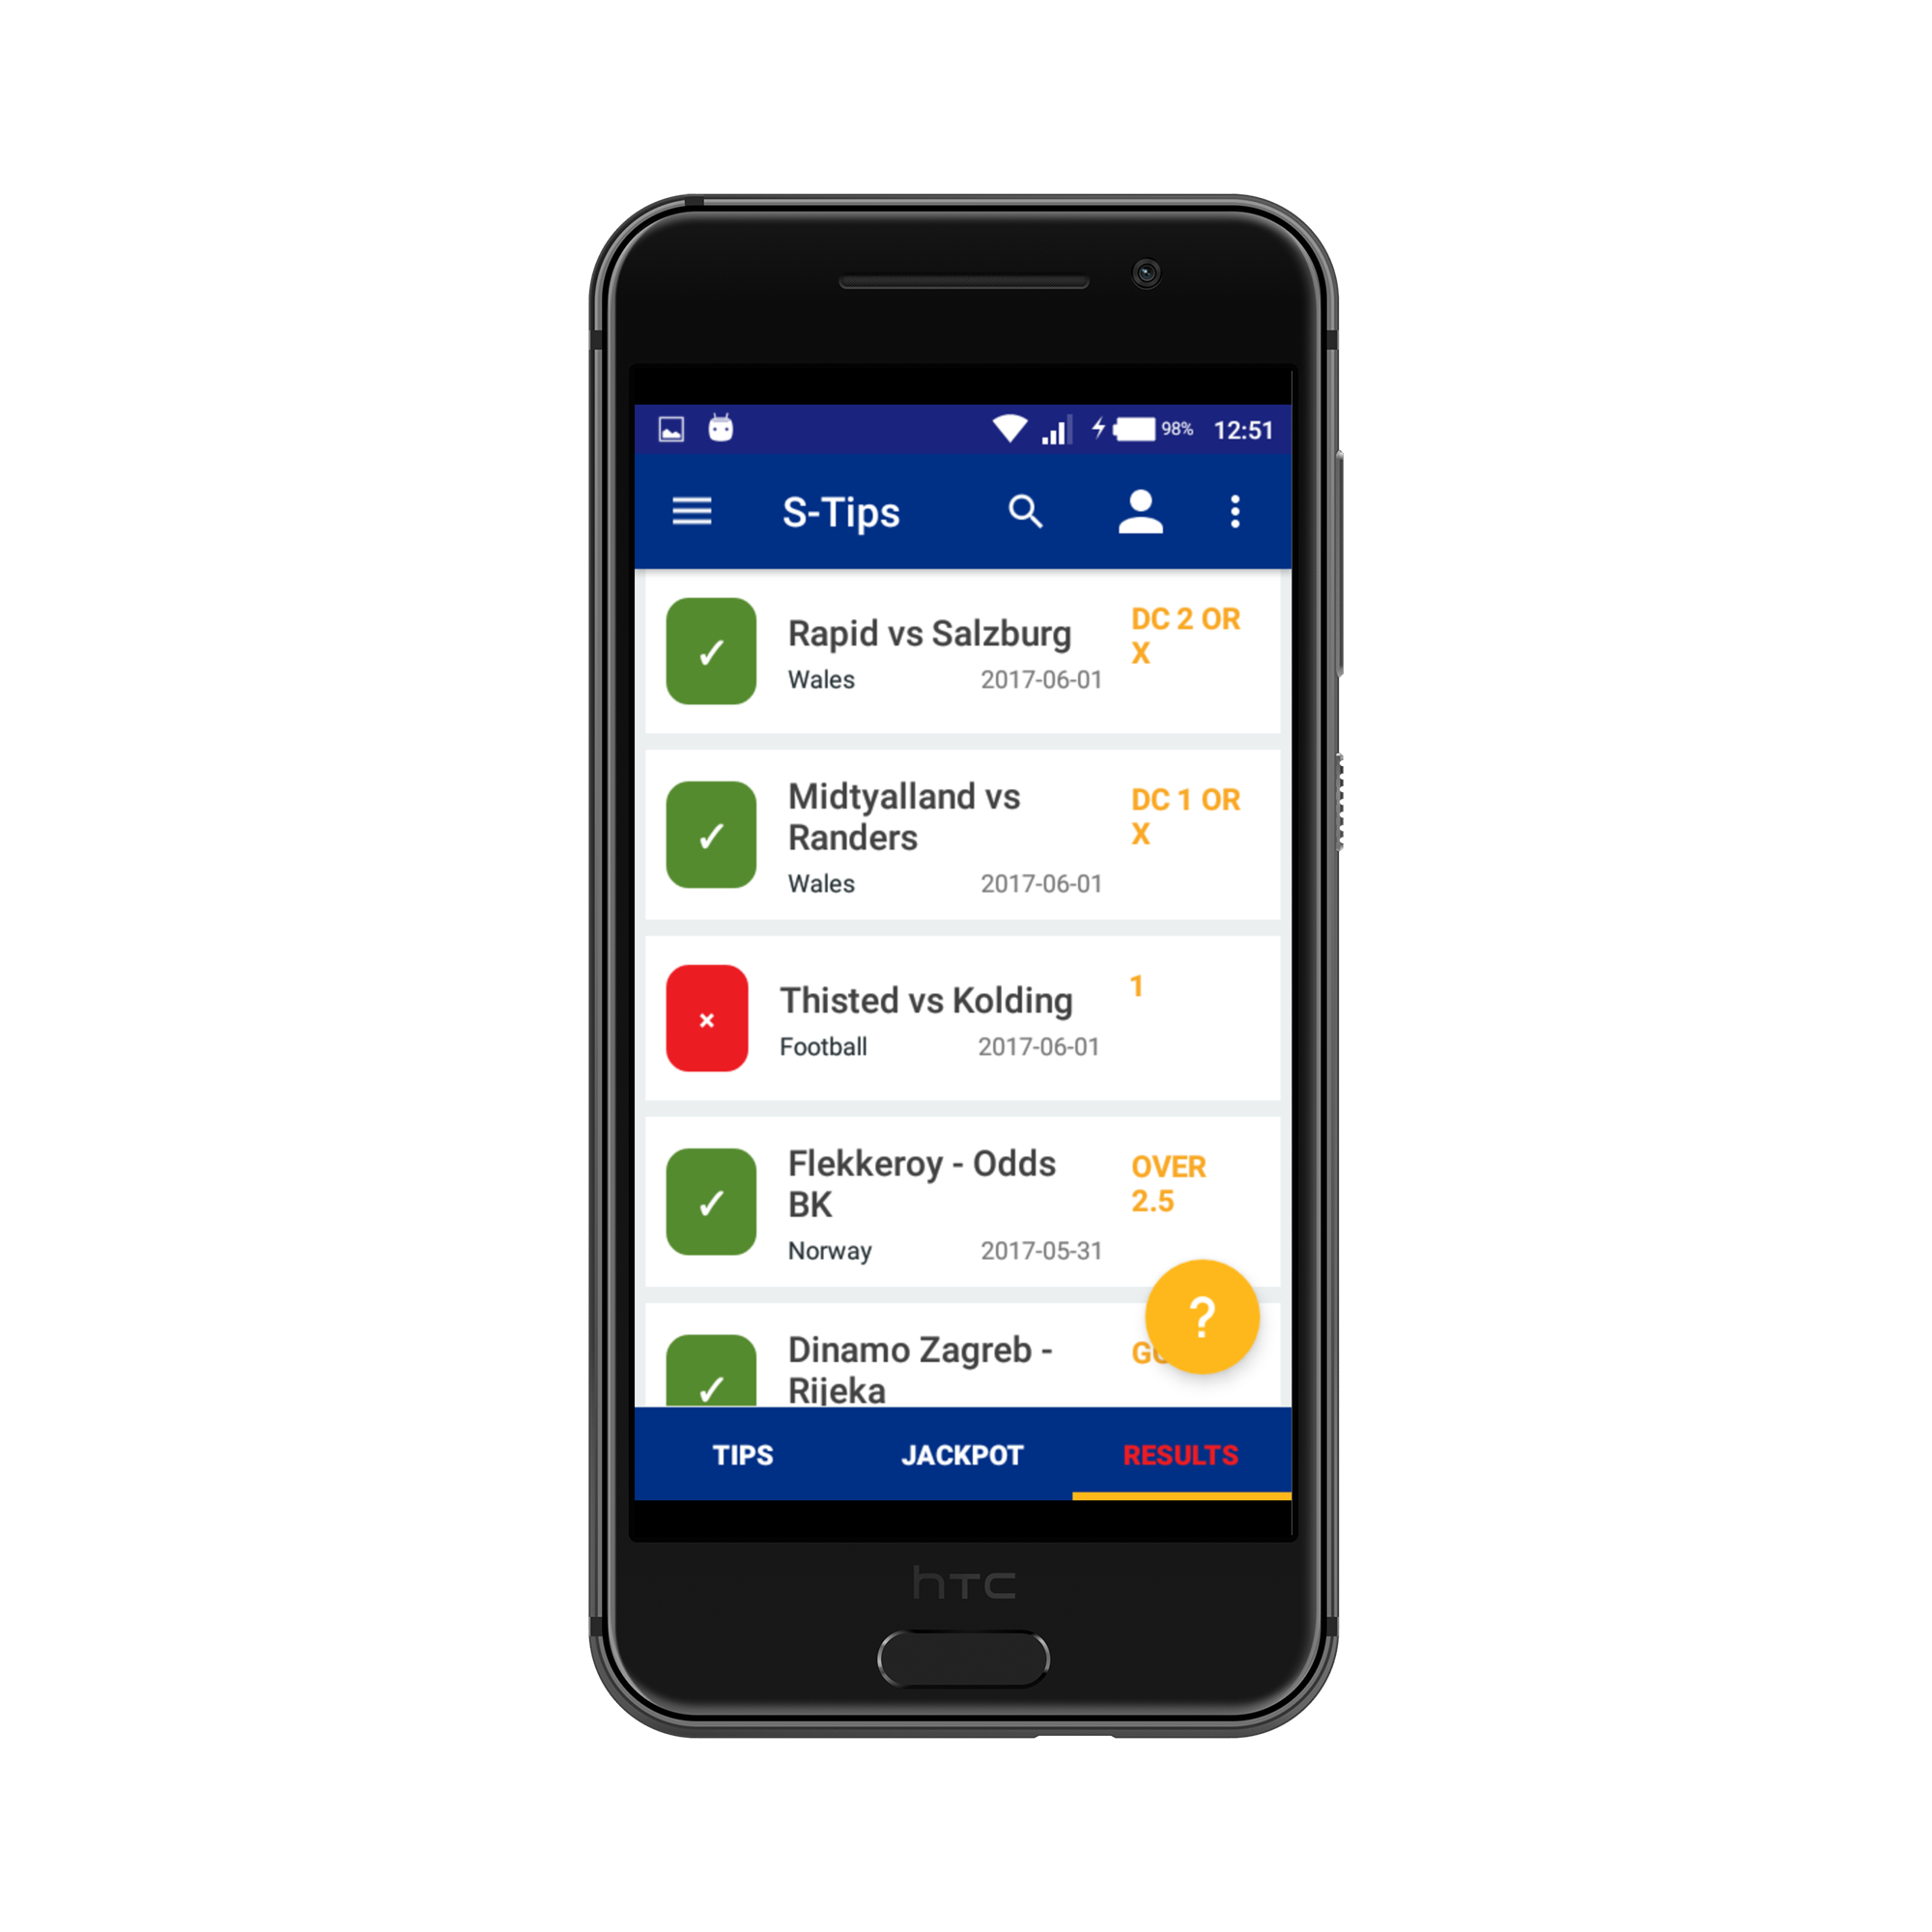 98% 12:51
S-Tips
Rapid vs Salzburg
DC 2 OR
X
Wales 2017-06-01
Midtyalland vs
Randers
DC 1 OR
X
Wales 2017-06-01
Thisted vs Kolding
1
Football 2017-06-01
Flekkeroy - Odds
BK
OVER
2.5
Norway 2017-05-31
?
Dinamo Zagreb -
Rijeka
TIPS JACKPOT RESULTS
hTC